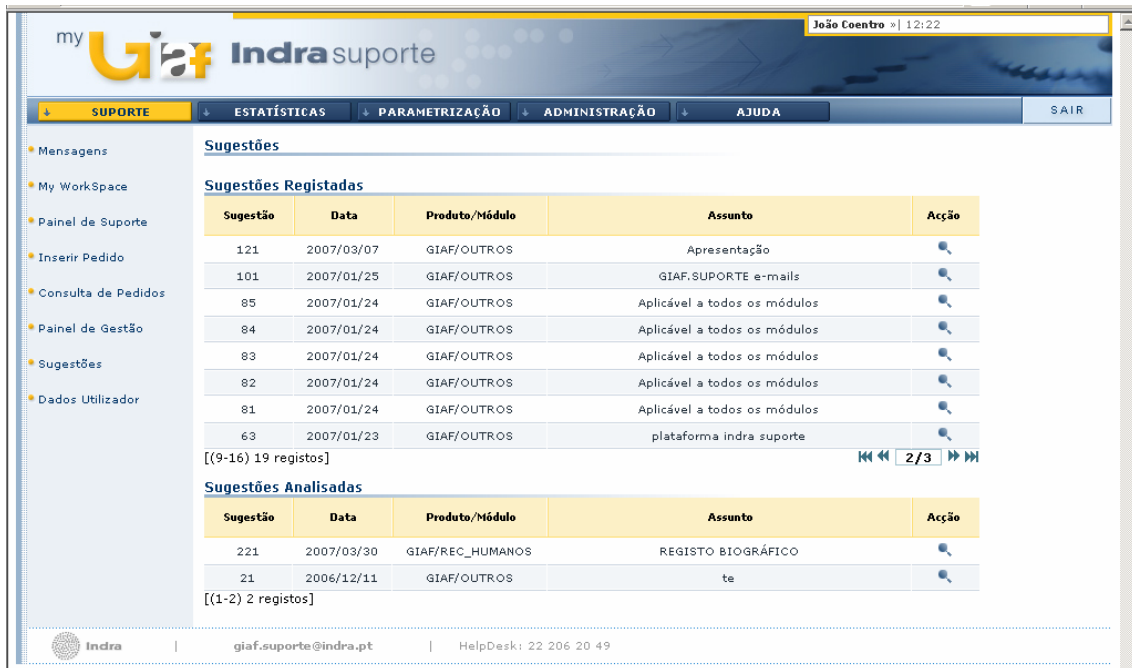 João Coentro »| 12:22
my Giaf Indra suporte
SUPORTE ESTATÍSTICAS PARAMETRIZAÇÃO ADMINISTRAÇÃO AJUDA SAIR
Mensagens
My WorkSpace
Painel de Suporte
Inserir Pedido
Consulta de Pedidos
Painel de Gestão
Sugestões
Dados Utilizador
Sugestões
Sugestões Registadas
Sugestão Data Produto/Módulo Assunto Acção
121 2007/03/07 GIAF/OUTROS Apresentação
101 2007/01/25 GIAF/OUTROS GIAF.SUPORTE e-mails
85 2007/01/24 GIAF/OUTROS Aplicável a todos os módulos
84 2007/01/24 GIAF/OUTROS Aplicável a todos os módulos
83 2007/01/24 GIAF/OUTROS Aplicável a todos os módulos
82 2007/01/24 GIAF/OUTROS Aplicável a todos os módulos
81 2007/01/24 GIAF/OUTROS Aplicável a todos os módulos
63 2007/01/23 GIAF/OUTROS plataforma indra suporte
[(9-16) 19 registos] 2/3
Sugestões Analisadas
Sugestão Data Produto/Módulo Assunto Acção
221 2007/03/30 GIAF/REC_HUMANOS REGISTO BIOGRÁFICO
21 2006/12/11 GIAF/OUTROS te
[(1-2) 2 registos]
Indra | giaf.suporte@indra.pt | HelpDesk: 22 206 20 49